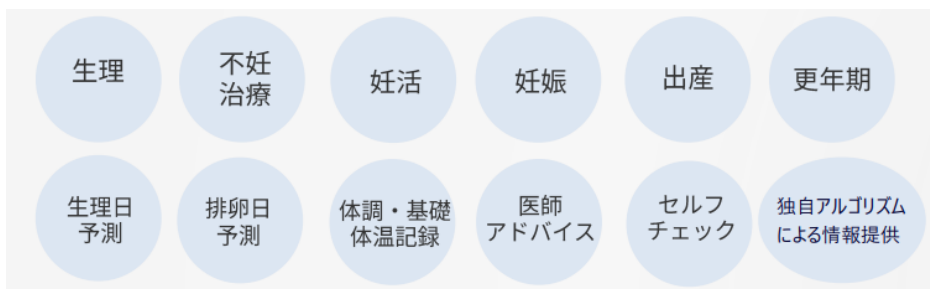 生理
不妊
治療
妊活
妊娠
出産
更年期
生理日
予測
排卵日
予測
体調・基礎
体温記録
医師
アドバイス
セルフ
チェック
独自アルゴリズム
による情報提供